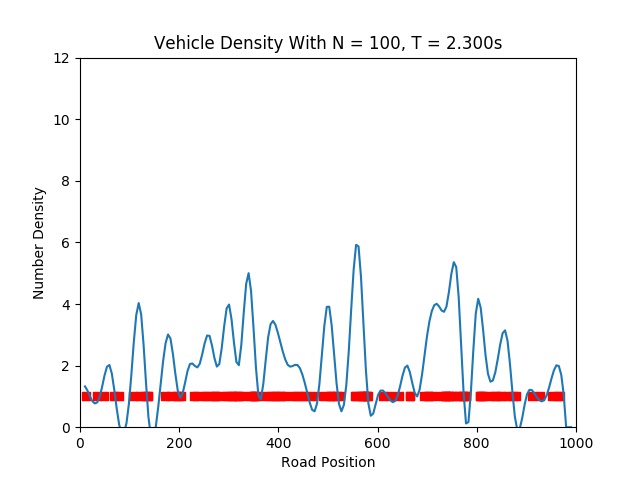 Vehicle Density With N = 100, T = 2.300s
12
10
8
6
4
2
0
Number Density
0 200 400 600 800 1000
Road Position